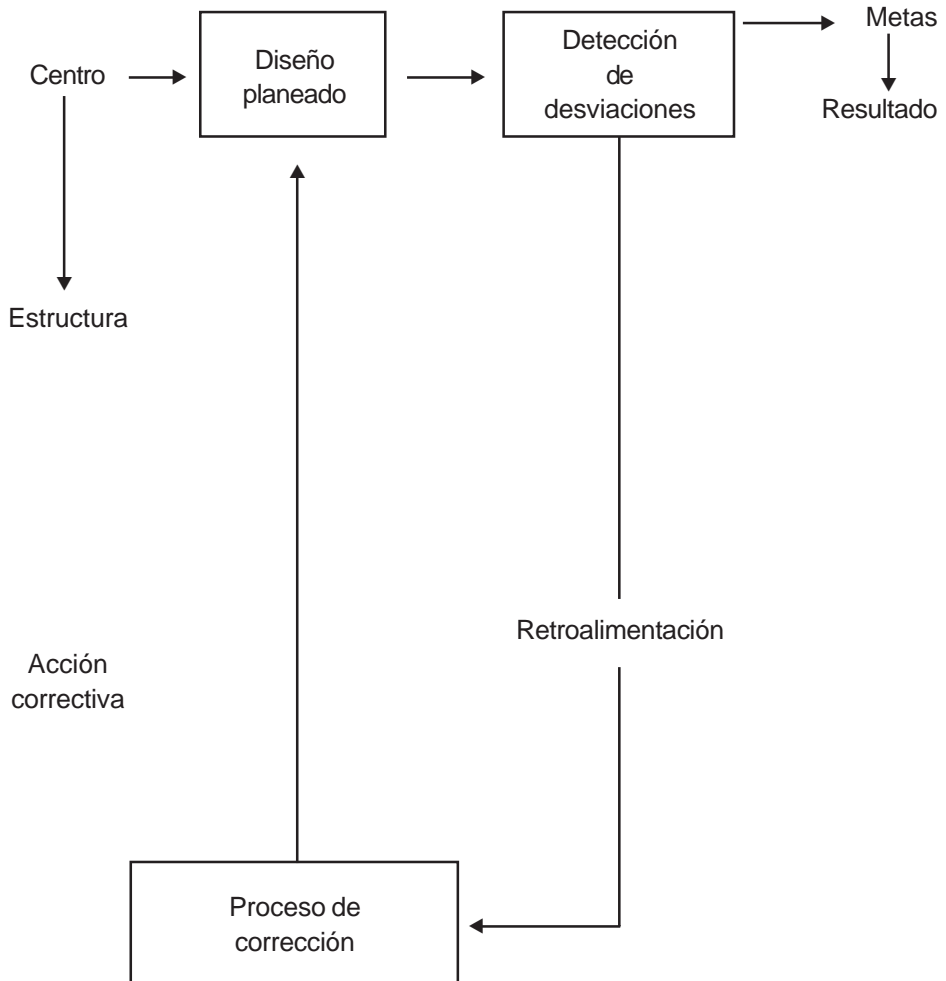 Centro
Diseño
planeado
Detección
de
desviaciones
Metas
Resultado
Estructura
Retroalimentación
Acción
correctiva
Proceso de
corrección